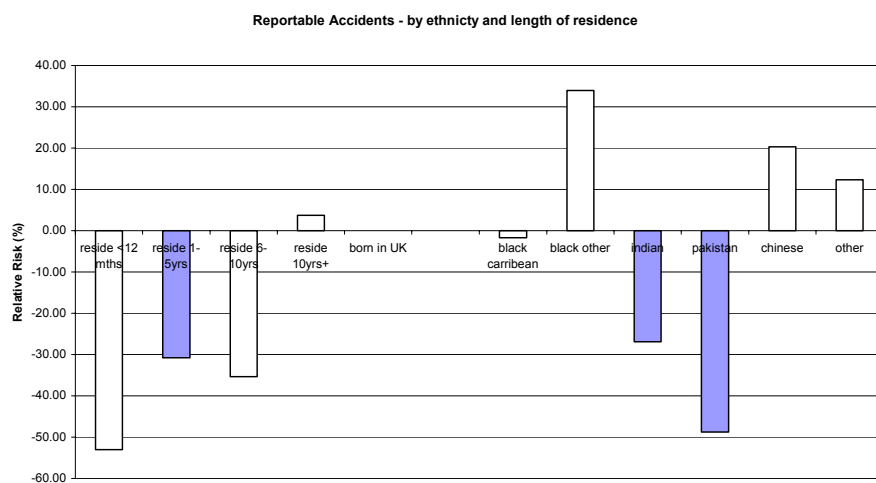 Reportable Accidents - by ethnicty and length of residence
Relative Risk (%)
40.00
30.00
20.00
10.00
0.00
-10.00
-20.00
-30.00
-40.00
-50.00
-60.00
reside <12
mths
reside 1-
5yrs
reside 6-
10yrs
reside
10yrs+
born in UK
black
carribean
black other
indian
pakistan
chinese
other